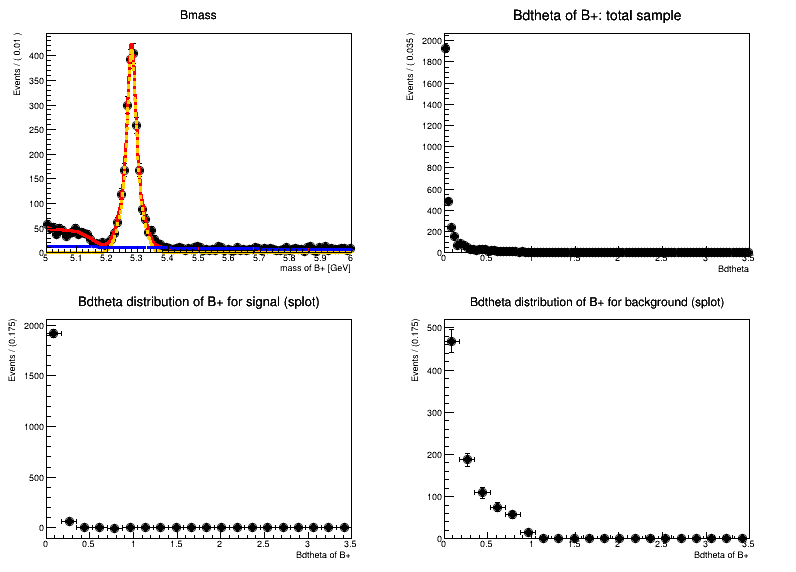 Bmass
Events / ( 0.01 )
400
350
300
250
200
150
100
50
0
5 5.1 5.2 5.3 5.4 5.5 5.6 5.7 5.8 5.9 6
mass of B+ [GeV]
Bdtheta of B+: total sample
Events / ( 0.035 )
2000
1800
1600
1400
1200
1000
800
600
400
200
0
0 0.5 1 1.5 2 2.5 3 3.5
Bdtheta
Bdtheta distribution of B+ for signal (splot)
Events / (0.175)
2000
1500
1000
500
0
0 0.5 1 1.5 2 2.5 3 3.5
Bdtheta of B+
Bdtheta distribution of B+ for background (splot)
Events / (0.175)
500
400
300
200
100
0
0 0.5 1 1.5 2 2.5 3 3.5
Bdtheta of B+